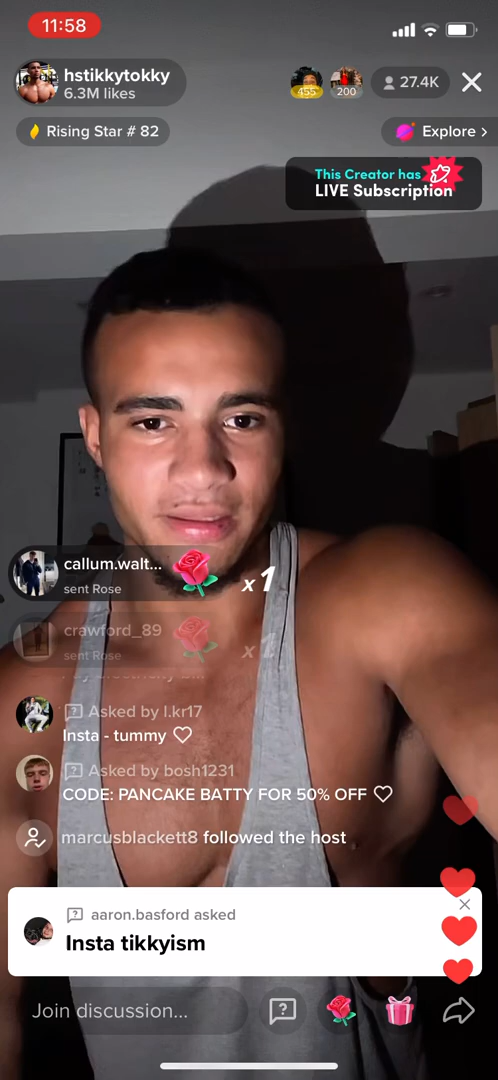 11:58
hstikkytokky
6.3M likes
455
200
27.4K
Rising Star # 82
Explore >
This Creator has
LIVE Subscription
callum.walt...
sent Rose
x1
crawford_89
sent Rose
x1
Asked by l.kr17
Insta - tummy ♡
Asked by bosh1231
CODE: PANCAKE BATTY FOR 50% OFF ♡
marcusblackett8 followed the host
aaron.basford asked
Insta tikkyism
Join discussion...